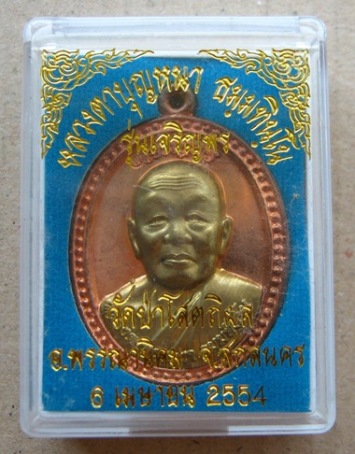 หลวงตาบุญหนา ธมฺมทินฺโน
รุ่นเจริญพร
วัดป่าโสตถิผล
อ.พรรณานิคม จ.สกลนคร
6 เมษายน 2554